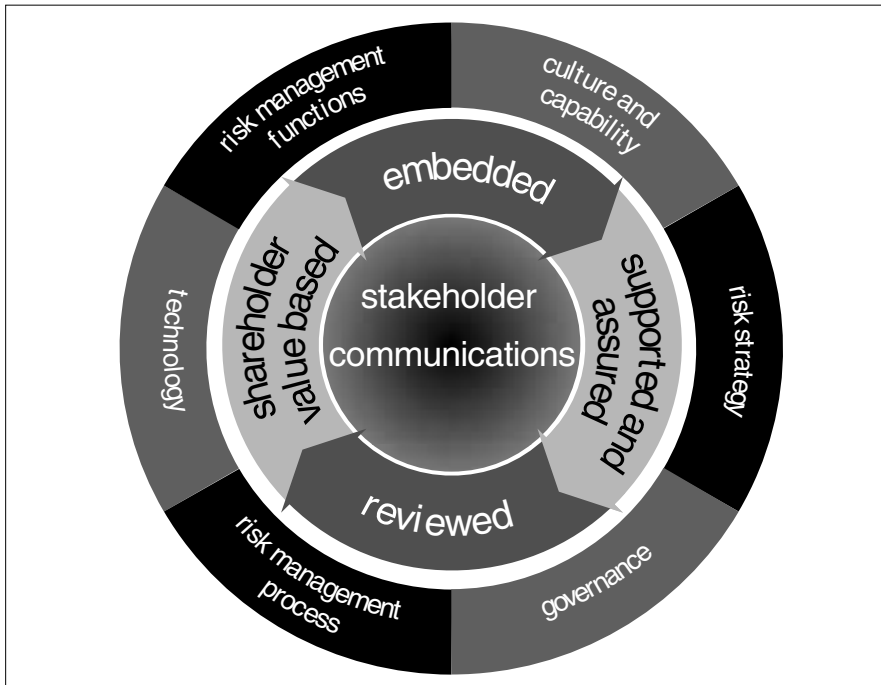 risk management
functions
culture and
capability
risk strategy
governance
risk management
process
technology
embedded
supported and
assured
reviewed
shareholder
value based
stakeholder
communications